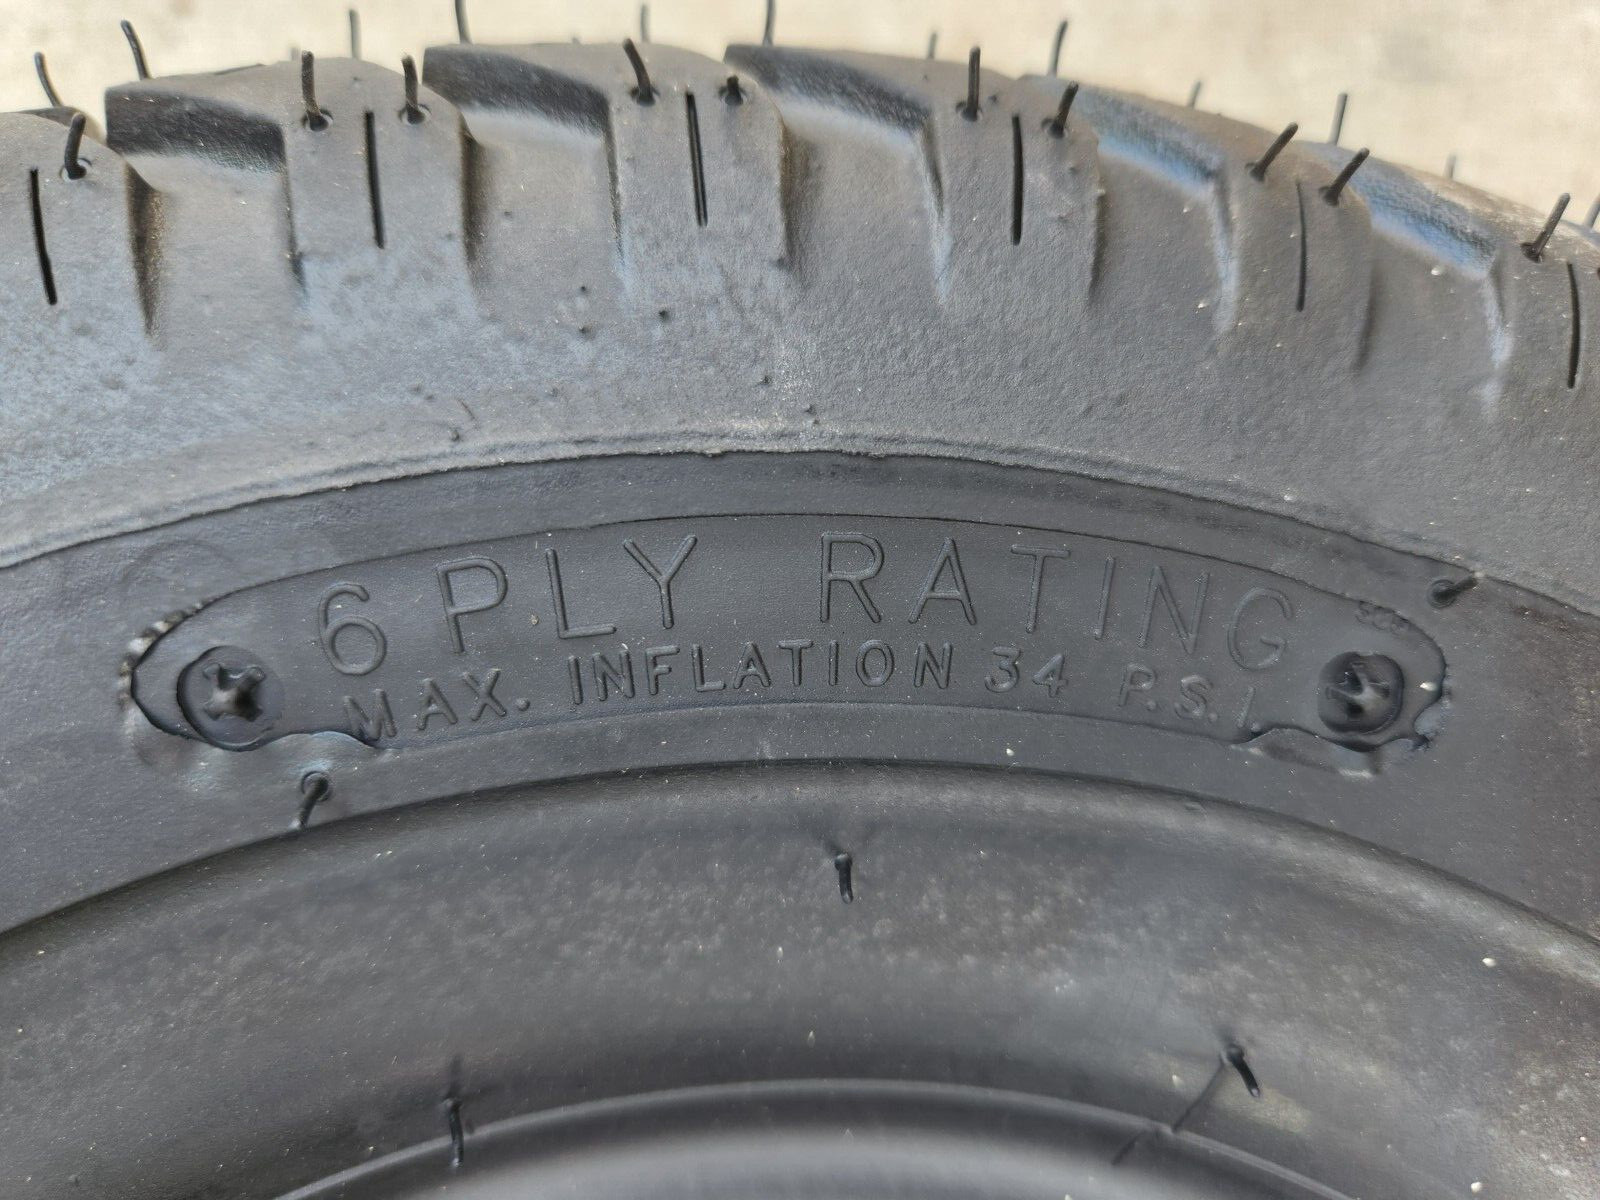 6 PLY RATING
MAX. INFLATION 34 P.S.I.